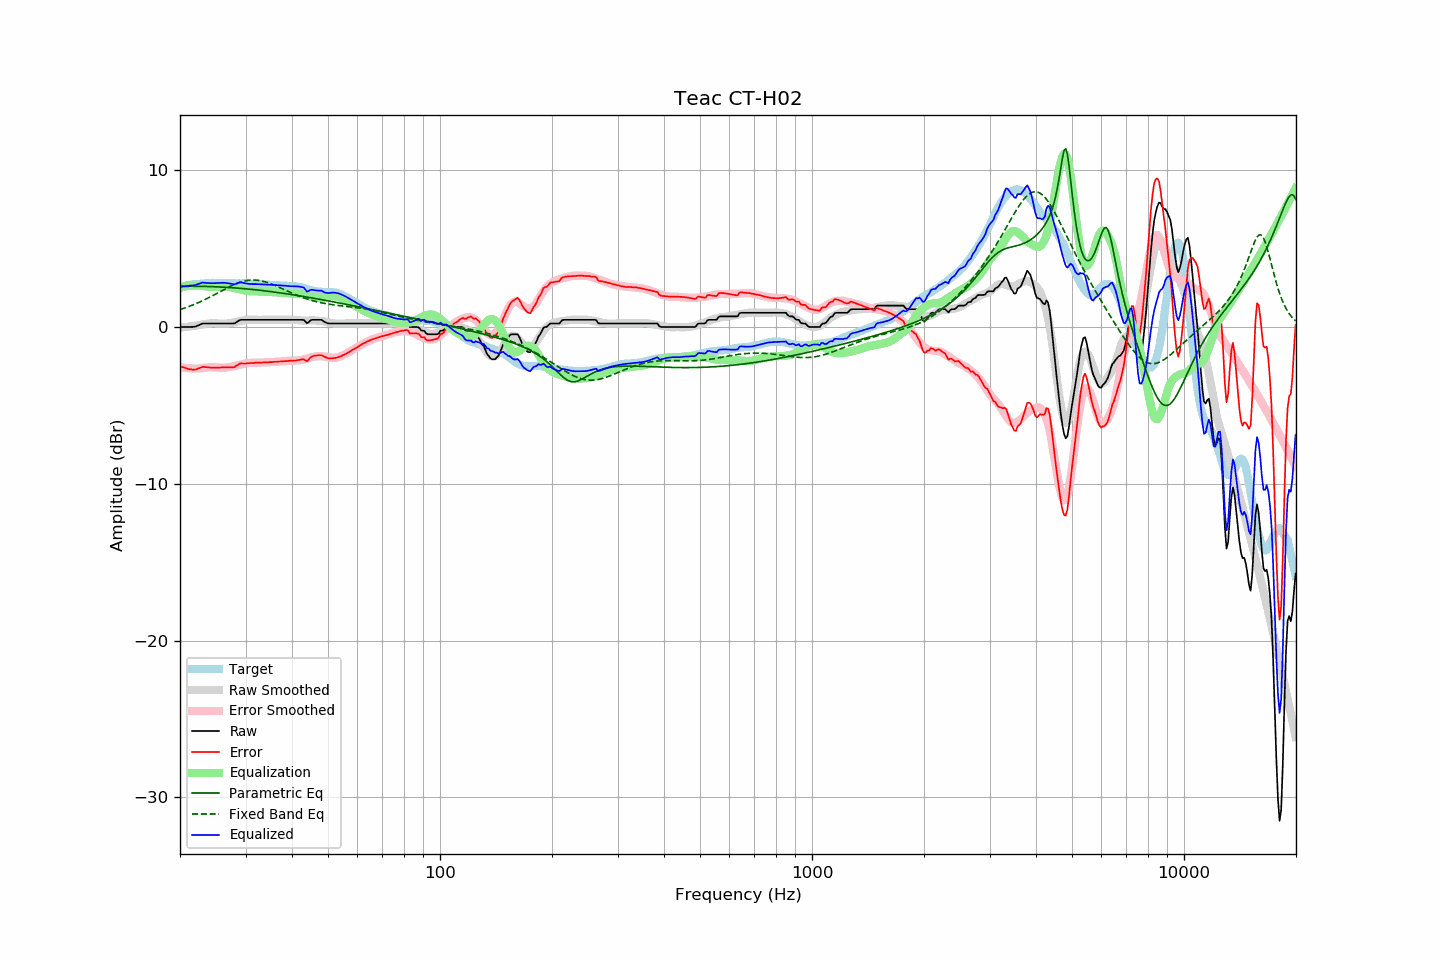 Teac CT-H02
Amplitude (dBr)
10
0
−10
−20
−30
Target
Raw Smoothed
Error Smoothed
Raw
Error
Equalization
Parametric Eq
Fixed Band Eq
Equalized
100
1000
10000
Frequency (Hz)